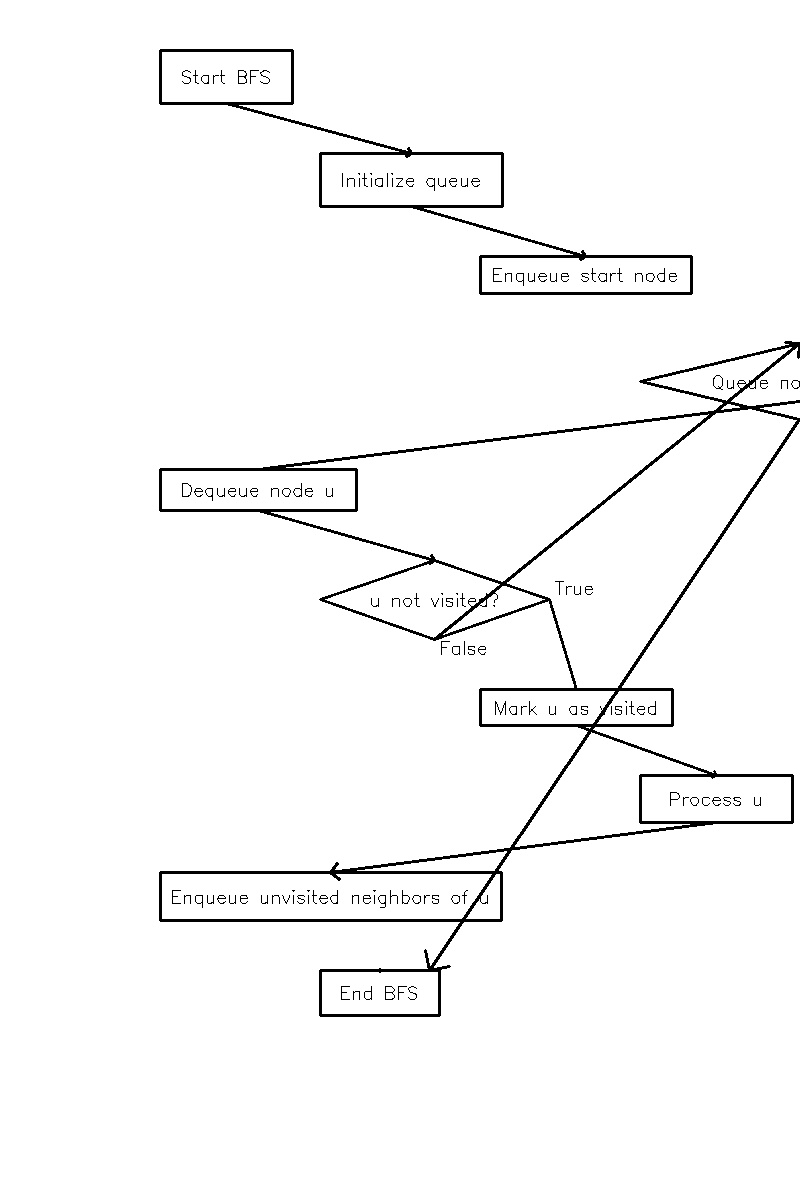 Start BFS
Initialize queue
Enqueue start node
Queue no
Dequeue node u
True
u not visited?
False
Mark u as visited
Process u
Enqueue unvisited neighbors of u
End BFS